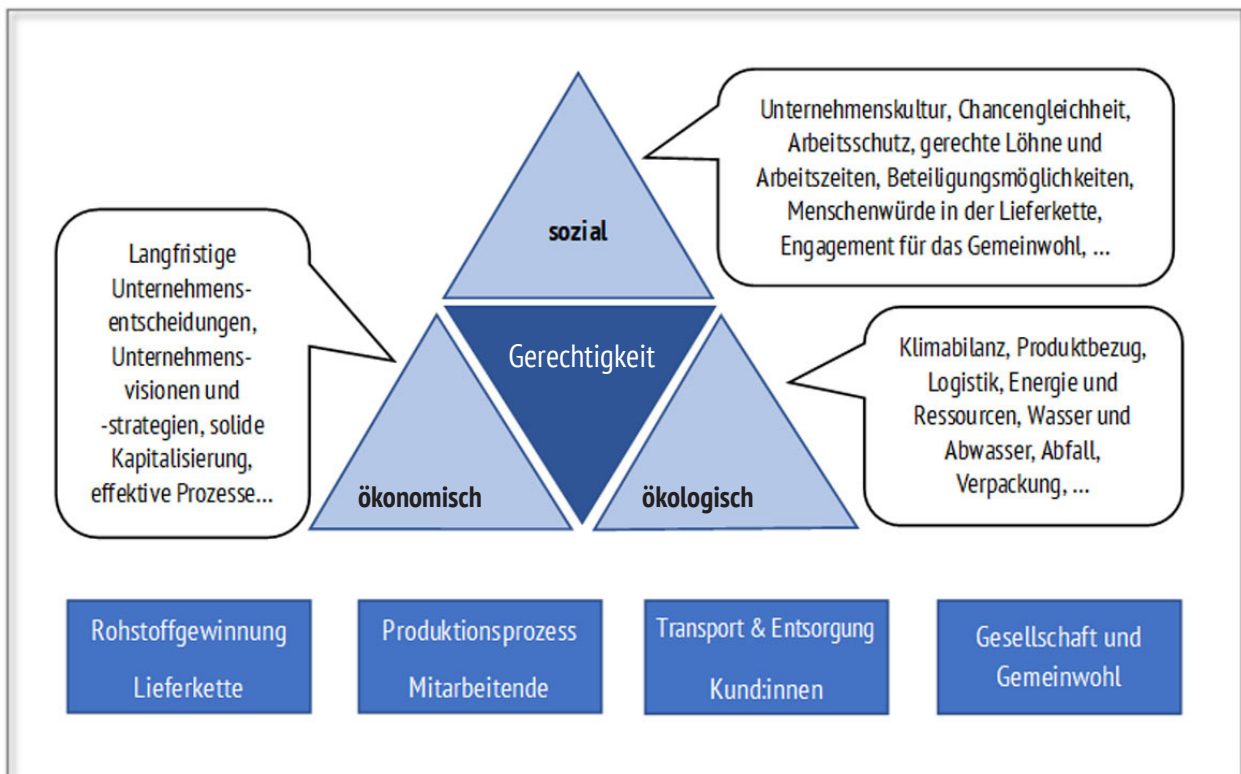 Unternehmenskultur, Chancengleichheit,
Arbeitsschutz, gerechte Löhne und
Arbeitszeiten, Beteiligungsmöglichkeiten,
Menschenwürde in der Lieferkette,
Engagement für das Gemeinwohl, ...
sozial
Langfristige
Unternehmens-
entscheidungen,
Unternehmens-
visionen und
-strategien, solide
Kapitalisierung,
effektive Prozesse...
Gerechtigkeit
Klimabilanz, Produktbezug,
Logistik, Energie und
Ressourcen, Wasser und
Abwasser, Abfall,
Verpackung, ...
ökonomisch
ökologisch
Rohstoffgewinnung
Lieferkette
Produktionsprozess
Mitarbeitende
Transport & Entsorgung
Kund:innen
Gesellschaft und
Gemeinwohl